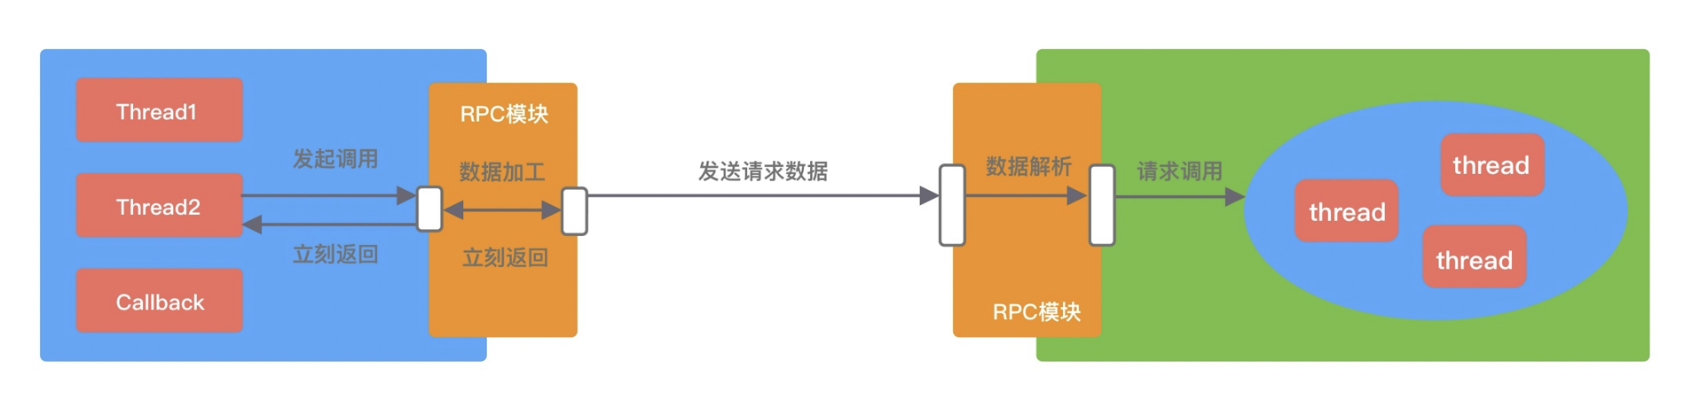 Thread1
Thread2
Callback
发起调用
立刻返回
RPC模块
数据加工
立刻返回
发送请求数据
数据解析
RPC模块
请求调用
thread
thread
thread